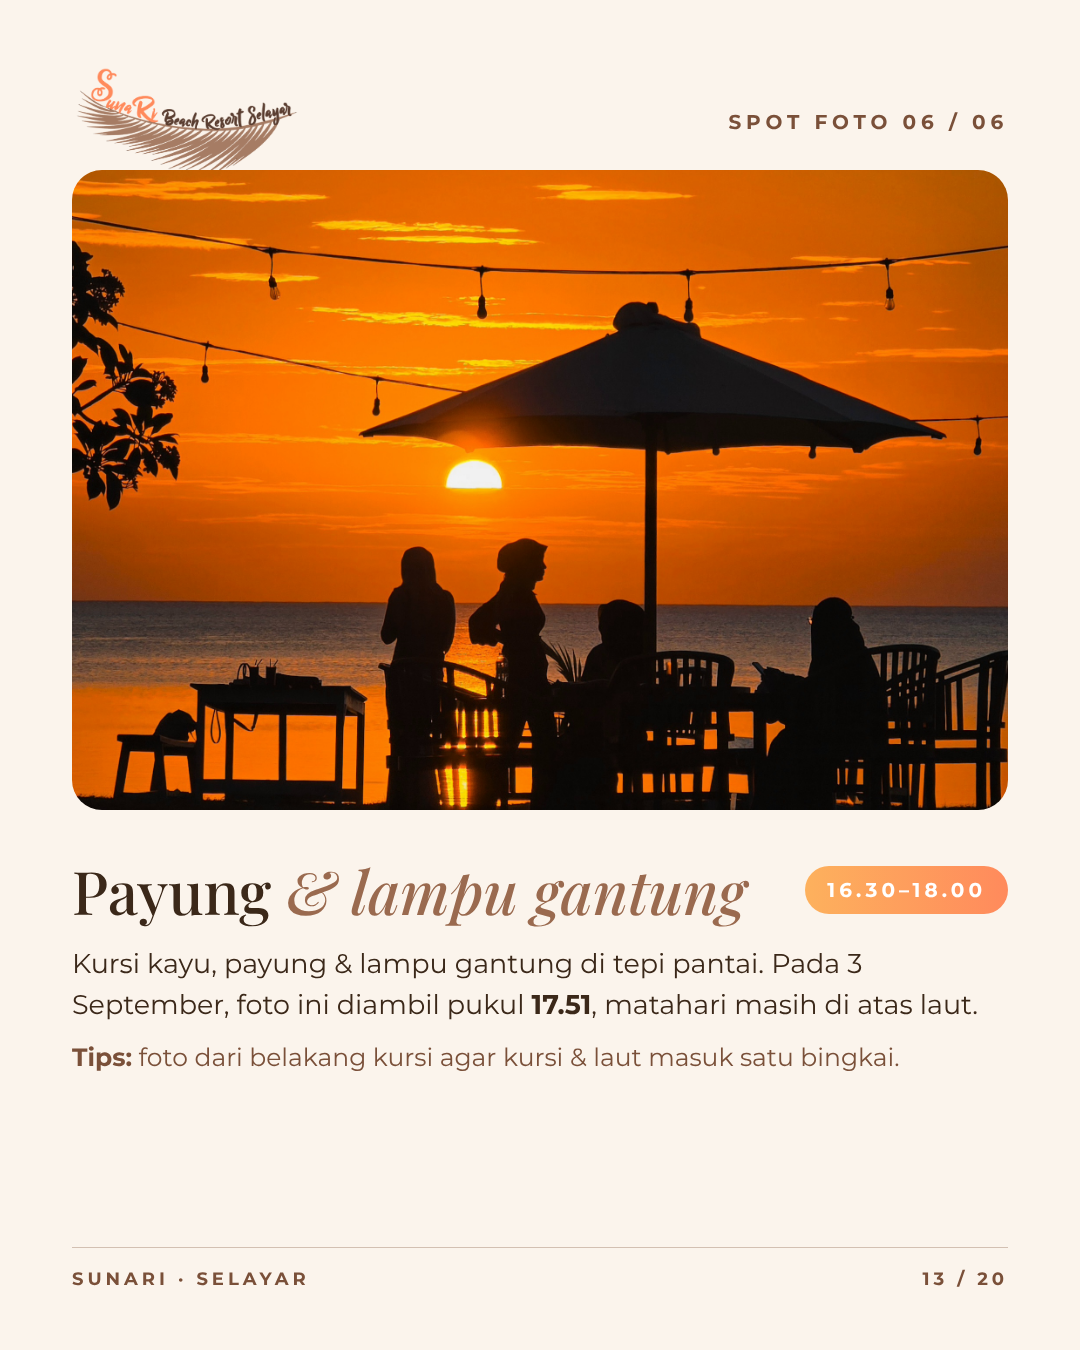 SunaRi Beach Resort Selayar
SPOT FOTO 06 / 06
Payung & lampu gantung
16.30–18.00
Kursi kayu, payung & lampu gantung di tepi pantai. Pada 3
September, foto ini diambil pukul 17.51, matahari masih di atas laut.
Tips: foto dari belakang kursi agar kursi & laut masuk satu bingkai.
SUNARI · SELAYAR
13 / 20